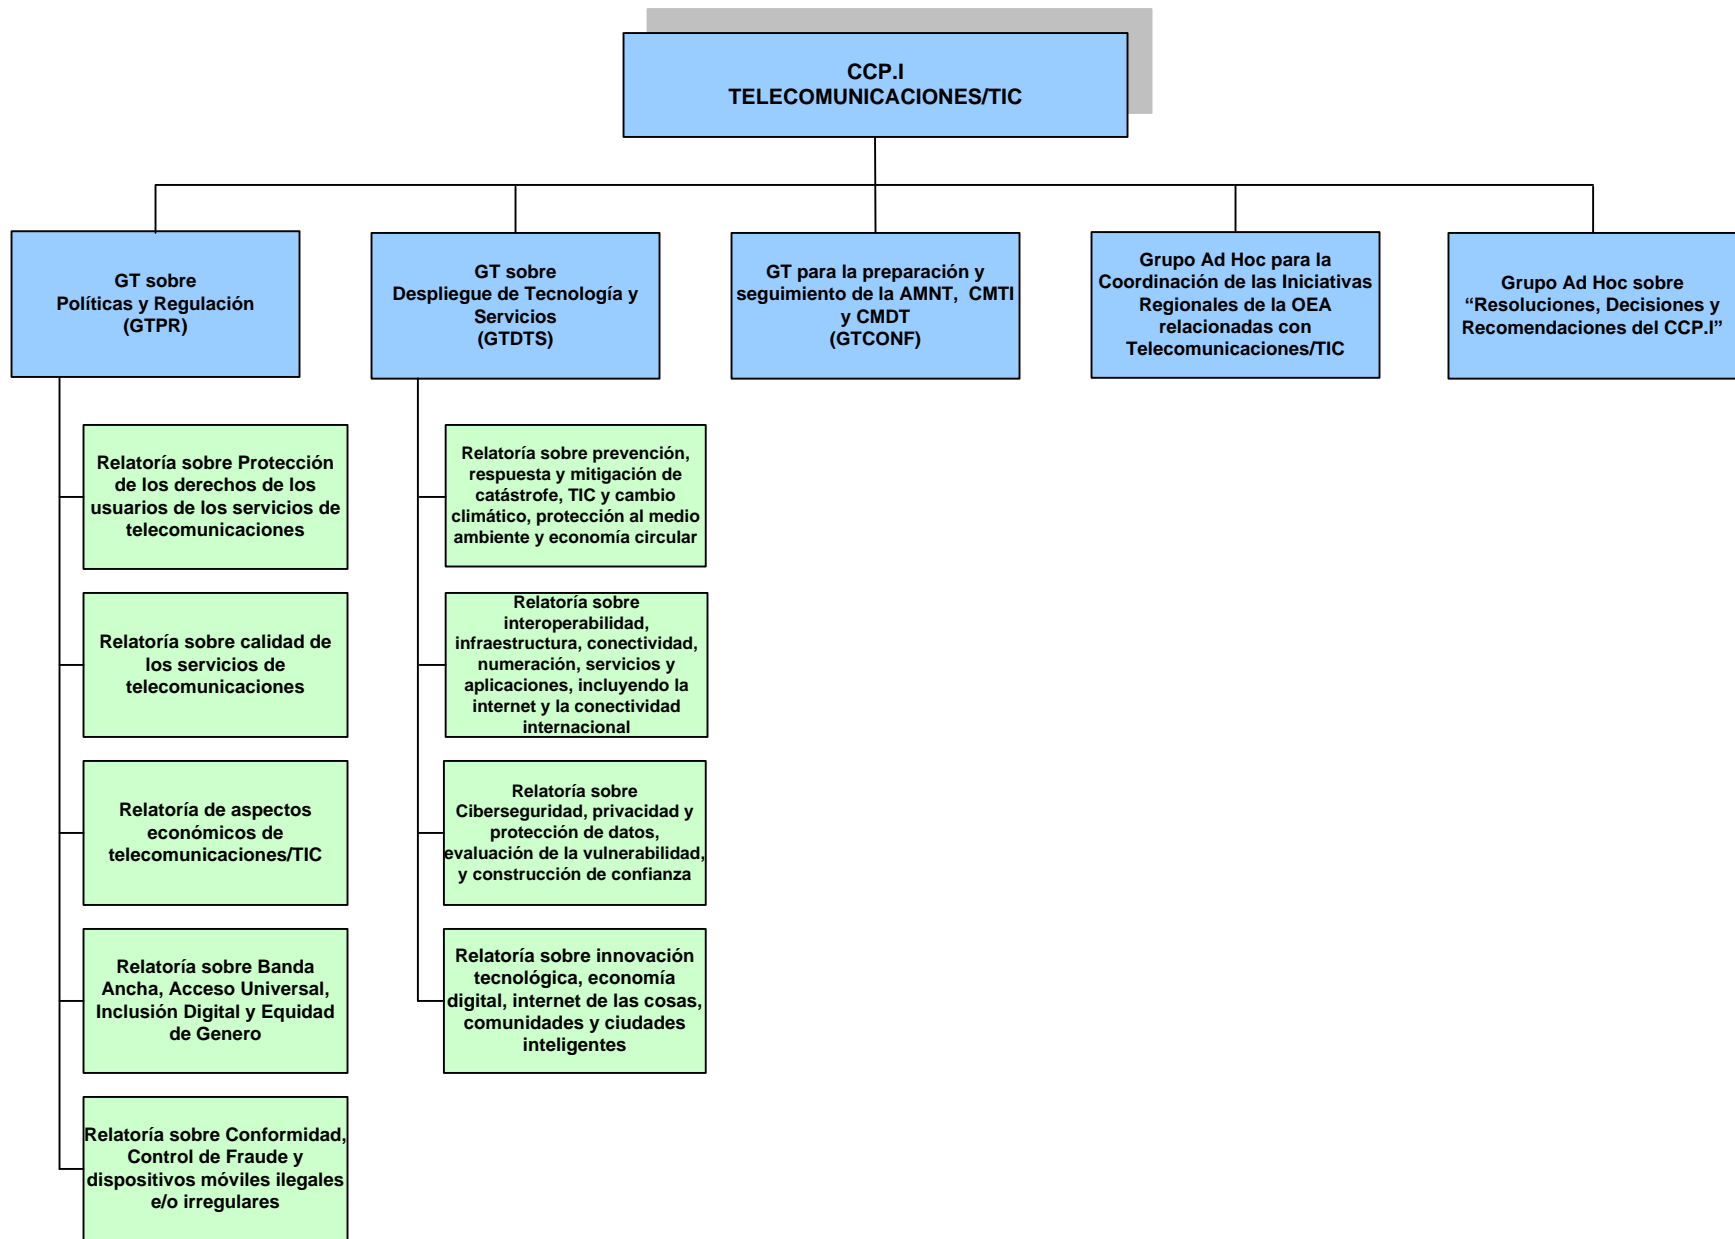 CCP.I
TELECOMUNICACIONES/TIC
GT sobre
Políticas y Regulación
(GTPR)
GT sobre
Despliegue de Tecnología y
Servicios
(GTDTS)
GT para la preparación y
seguimiento de la AMNT, CMTI
y CMDT
(GTCONF)
Grupo Ad Hoc para la
Coordinación de las Iniciativas
Regionales de la OEA
relacionadas con
Telecomunicaciones/TIC
Grupo Ad Hoc sobre
“Resoluciones, Decisiones y
Recomendaciones del CCP.I”
Relatoría sobre Protección
de los derechos de los
usuarios de los servicios de
telecomunicaciones
Relatoría sobre calidad de
los servicios de
telecomunicaciones
Relatoría de aspectos
económicos de
telecomunicaciones/TIC
Relatoría sobre Banda
Ancha, Acceso Universal,
Inclusión Digital y Equidad
de Genero
Relatoría sobre Conformidad,
Control de Fraude y
dispositivos móviles ilegales
e/o irregulares
Relatoría sobre prevención,
respuesta y mitigación de
catástrofe, TIC y cambio
climático, protección al medio
ambiente y economía circular
Relatoría sobre
interoperabilidad,
infraestructura, conectividad,
numeración, servicios y
aplicaciones, incluyendo la
internet y la conectividad
internacional
Relatoría sobre
Ciberseguridad, privacidad y
protección de datos,
evaluación de la vulnerabilidad,
y construcción de confianza
Relatoría sobre innovación
tecnológica, economía
digital, internet de las cosas,
comunidades y ciudades
inteligentes